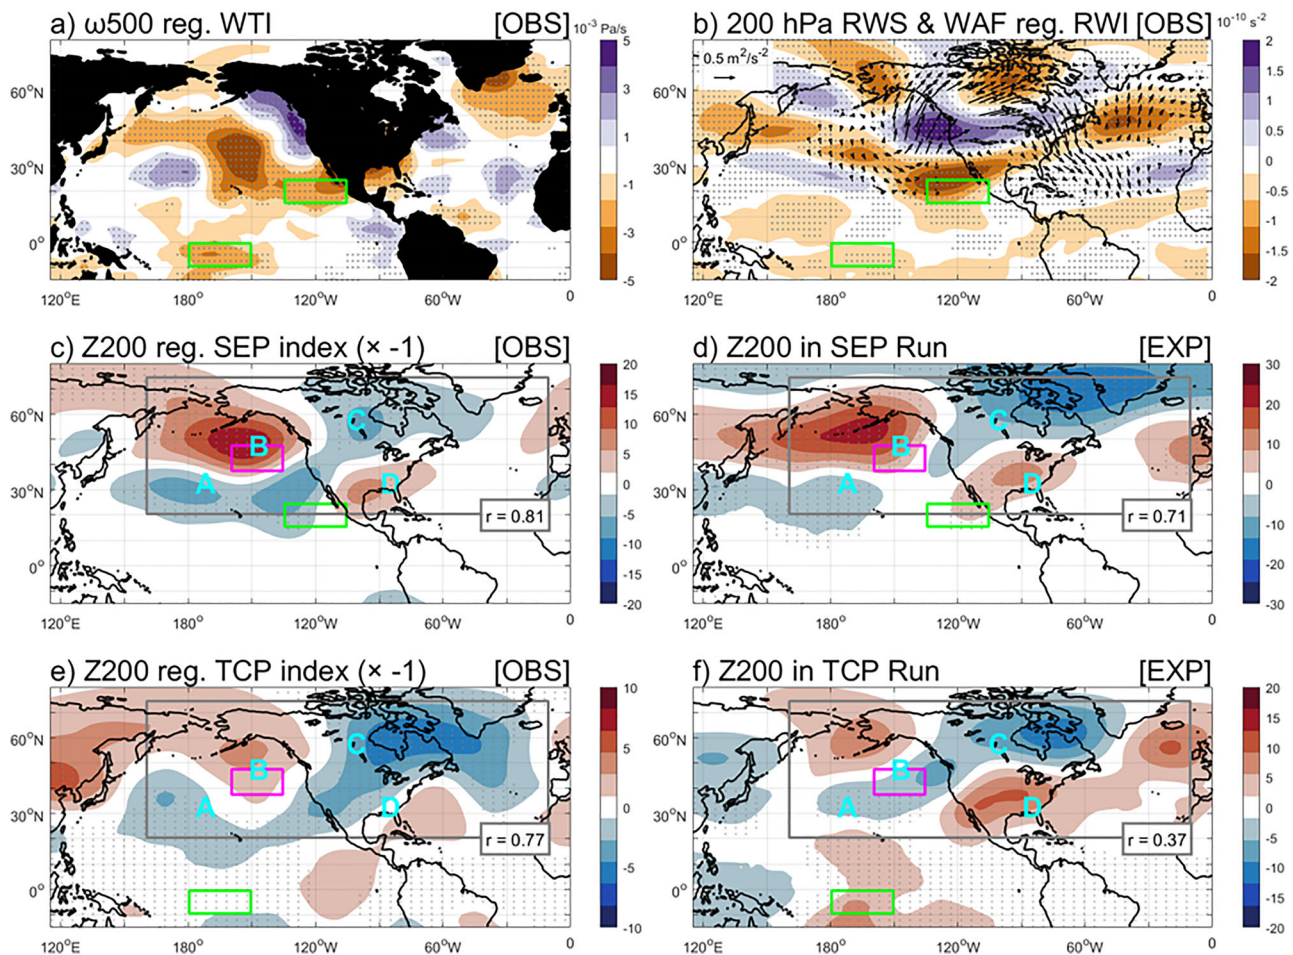 a) ω500 reg. WTI [OBS] 10⁻³ Pa/s
b) 200 hPa RWS & WAF reg. RWI [OBS] 10⁻¹⁰ s⁻²
0.5 m²/s⁻²
60°N
30°N
0°
120°E 180° 120°W 60°W 0
5
3
1
-1
-3
-5
60°N
30°N
0°
120°E 180° 120°W 60°W 0
2
1.5
1
0.5
0
-0.5
-1
-1.5
-2
c) Z200 reg. SEP index (× -1) [OBS]
d) Z200 in SEP Run [EXP]
60°N
30°N
0°
A
B
C
D
r = 0.81
120°E 180° 120°W 60°W 0
20
15
10
5
0
-5
-10
-15
-20
60°N
30°N
0°
A
B
C
D
r = 0.71
120°E 180° 120°W 60°W 0
30
20
10
0
-10
-20
-30
e) Z200 reg. TCP index (× -1) [OBS]
f) Z200 in TCP Run [EXP]
60°N
30°N
0°
A
B
C
D
r = 0.77
120°E 180° 120°W 60°W 0
10
5
0
-5
-10
60°N
30°N
0°
A
B
C
D
r = 0.37
120°E 180° 120°W 60°W 0
20
15
10
5
0
-5
-10
-15
-20